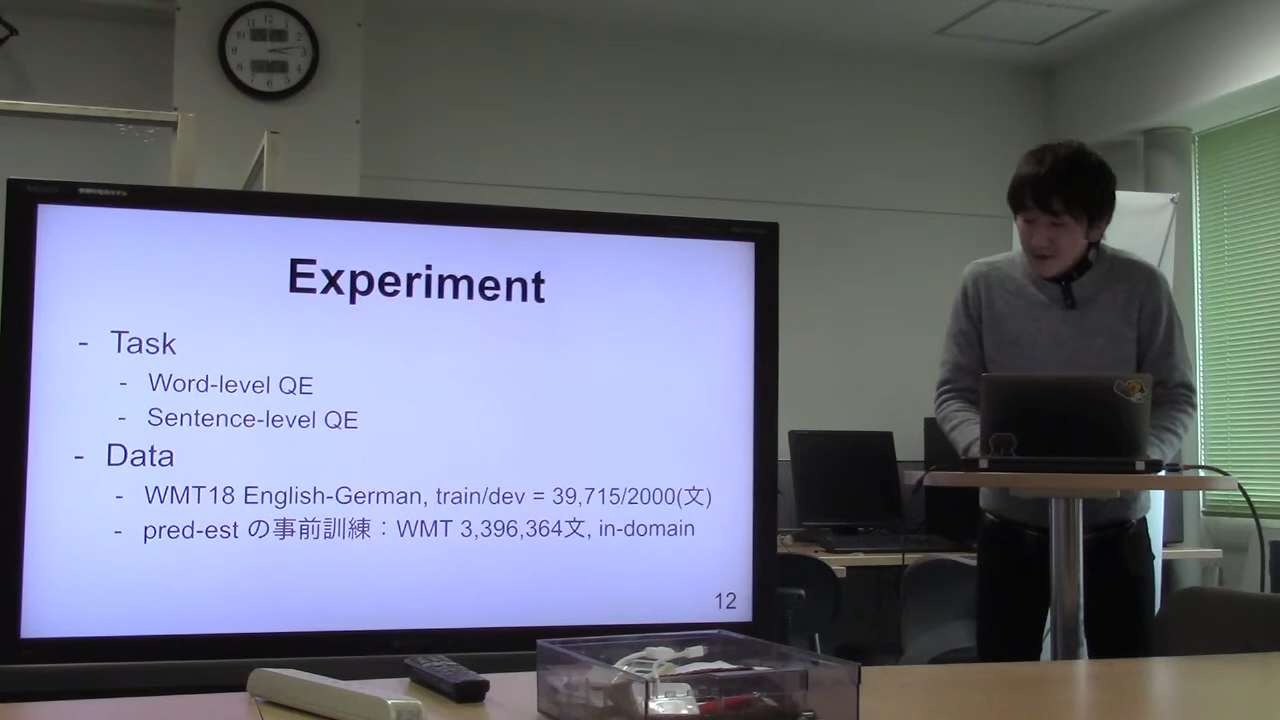 Experiment
- Task
- Word-level QE
- Sentence-level QE
- Data
- WMT18 English-German, train/dev = 39,715/2000(文)
- pred-est の事前訓練：WMT 3,396,364文, in-domain
12